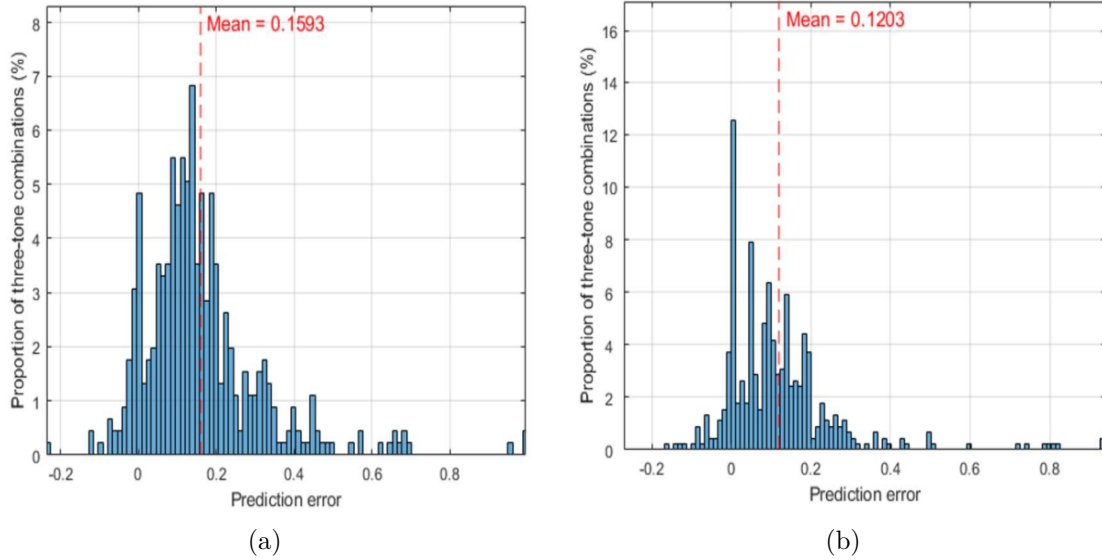 Mean = 0.1593
Proportion of three-tone combinations (%)
8
7
6
5
4
3
2
1
0
-0.2 0 0.2 0.4 0.6 0.8
Prediction error
(a)
Mean = 0.1203
Proportion of three-tone combinations (%)
16
14
12
10
8
6
4
2
0
-0.2 0 0.2 0.4 0.6 0.8
Prediction error
(b)